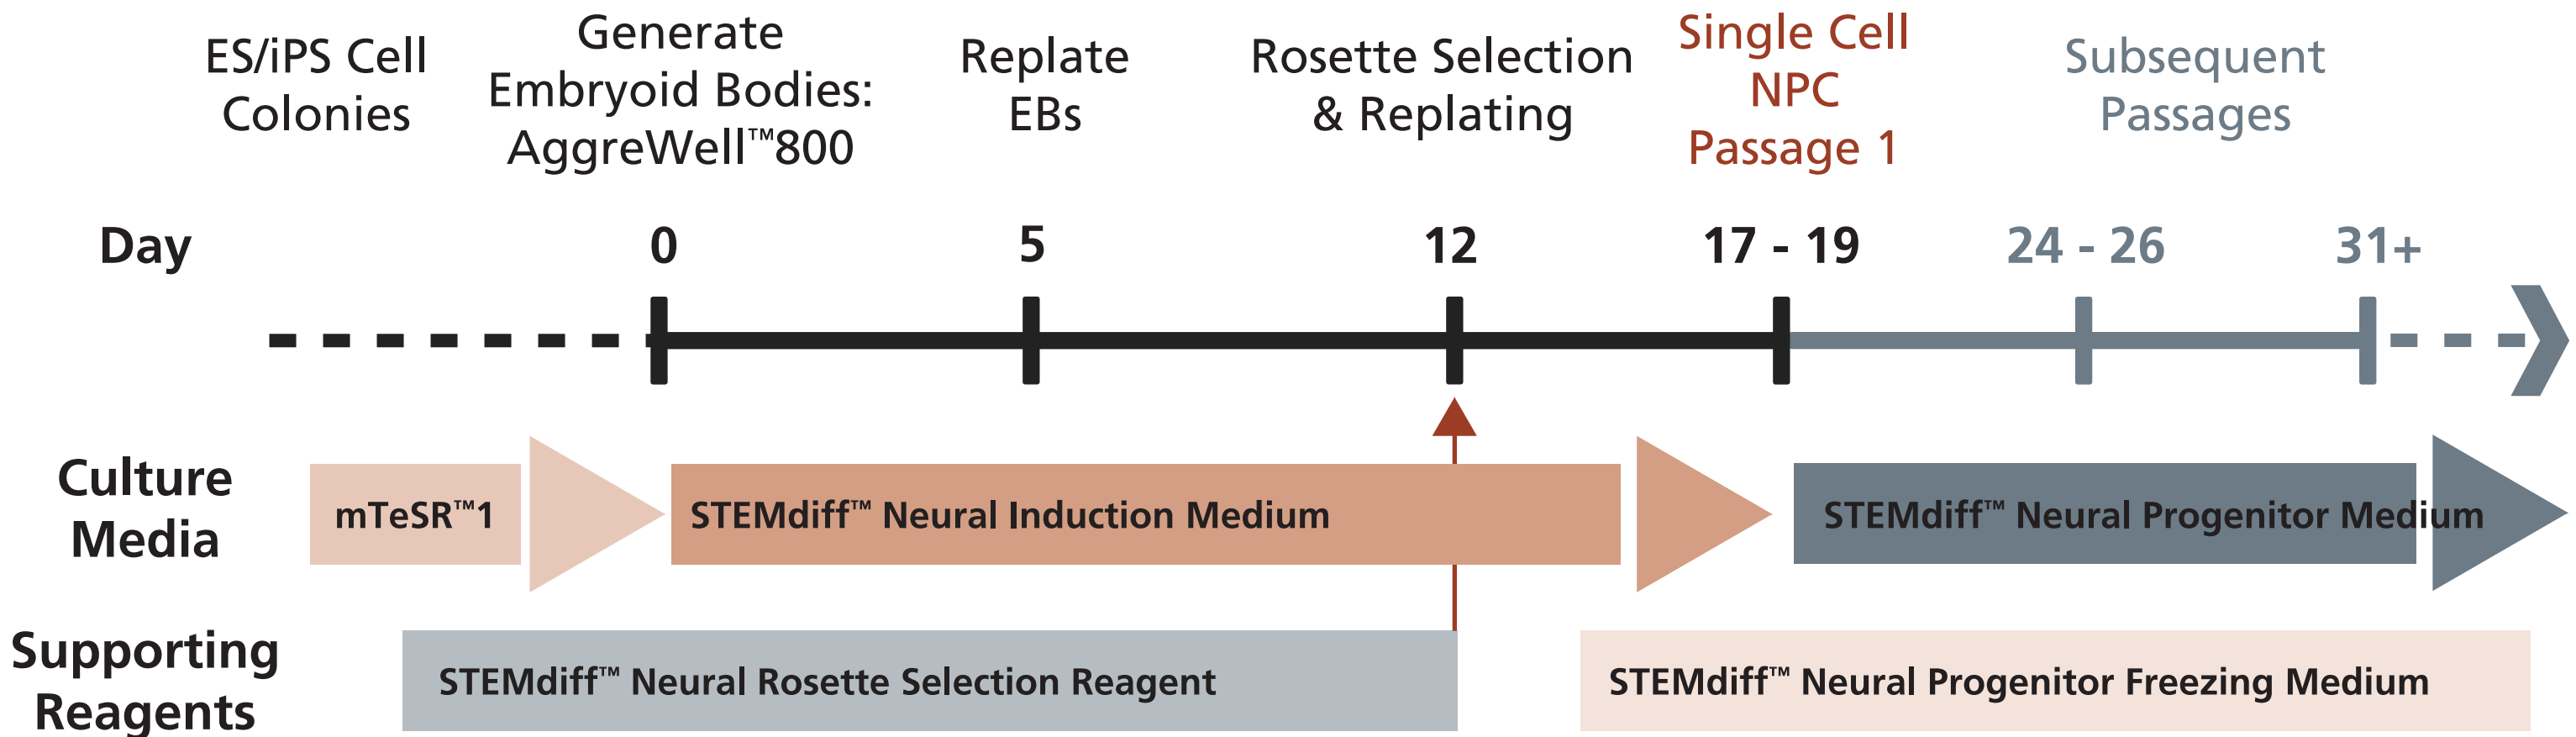 ES/iPS Cell
Colonies
Generate
Embryoid Bodies:
AggreWell™800
Replate
EBs
Rosette Selection
& Replating
Single Cell
NPC
Passage 1
Subsequent
Passages
Day 0 5 12 17 - 19 24 - 26 31+
Culture
Media
mTeSR™1
STEMdiff™ Neural Induction Medium
STEMdiff™ Neural Progenitor Medium
Supporting
Reagents
STEMdiff™ Neural Rosette Selection Reagent
STEMdiff™ Neural Progenitor Freezing Medium